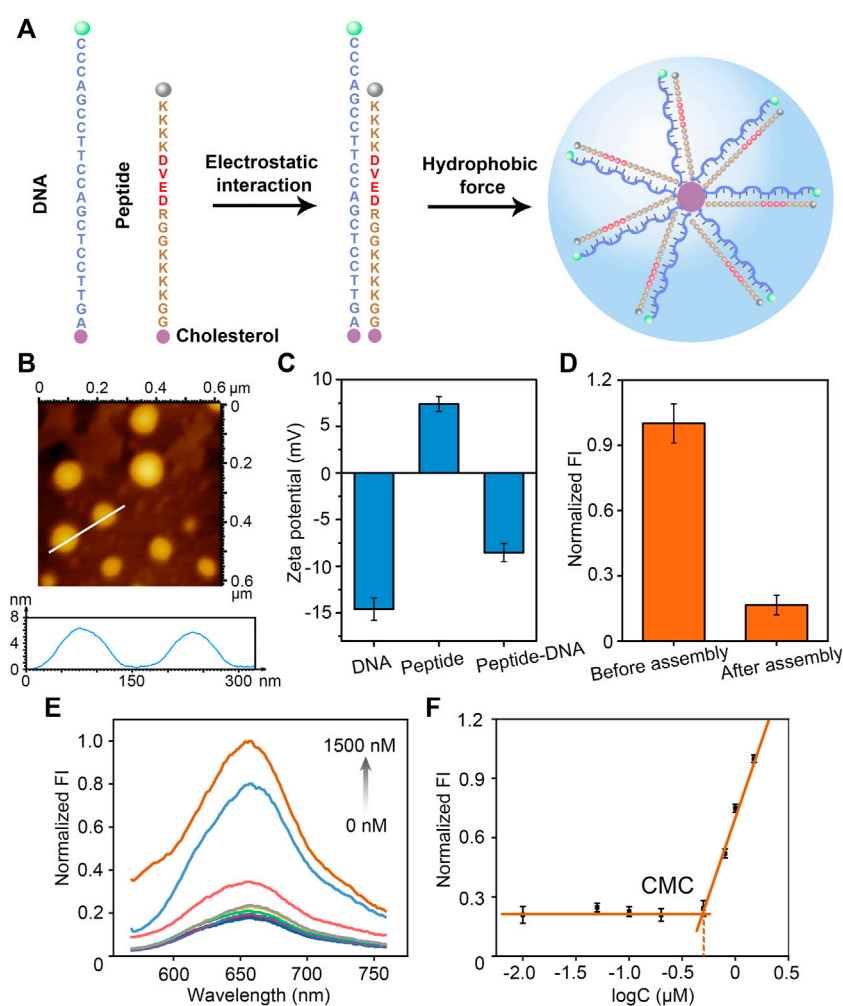 A
DNA
CCCAGCCTTCCAGCTCCTTGA
Peptide
KKKKDVEDRGGKKKKGG
Cholesterol
Electrostatic
interaction
CCCAGCCTTCCAGCTCCTTGA
KKKKDVEDRGGKKKKGG
Hydrophobic
force
B
0 0.2 0.4 0.6 μm
0
0.2
0.4
0.6
μm
nm
8
4
0
0 150 300 nm
C
Zeta potential (mV)
10
5
0
-5
-10
-15
DNA Peptide Peptide-DNA
D
Normalized FI
1.2
0.9
0.6
0.3
0
Before assembly After assembly
E
Normalized FI
1.0
0.8
0.6
0.4
0.2
0
1500 nM
0 nM
600 650 700 750
Wavelength (nm)
F
Normalized FI
1.2
0.9
0.6
0.3
0
CMC
-2.0 -1.5 -1.0 -0.5 0 0.5
logC (μM)